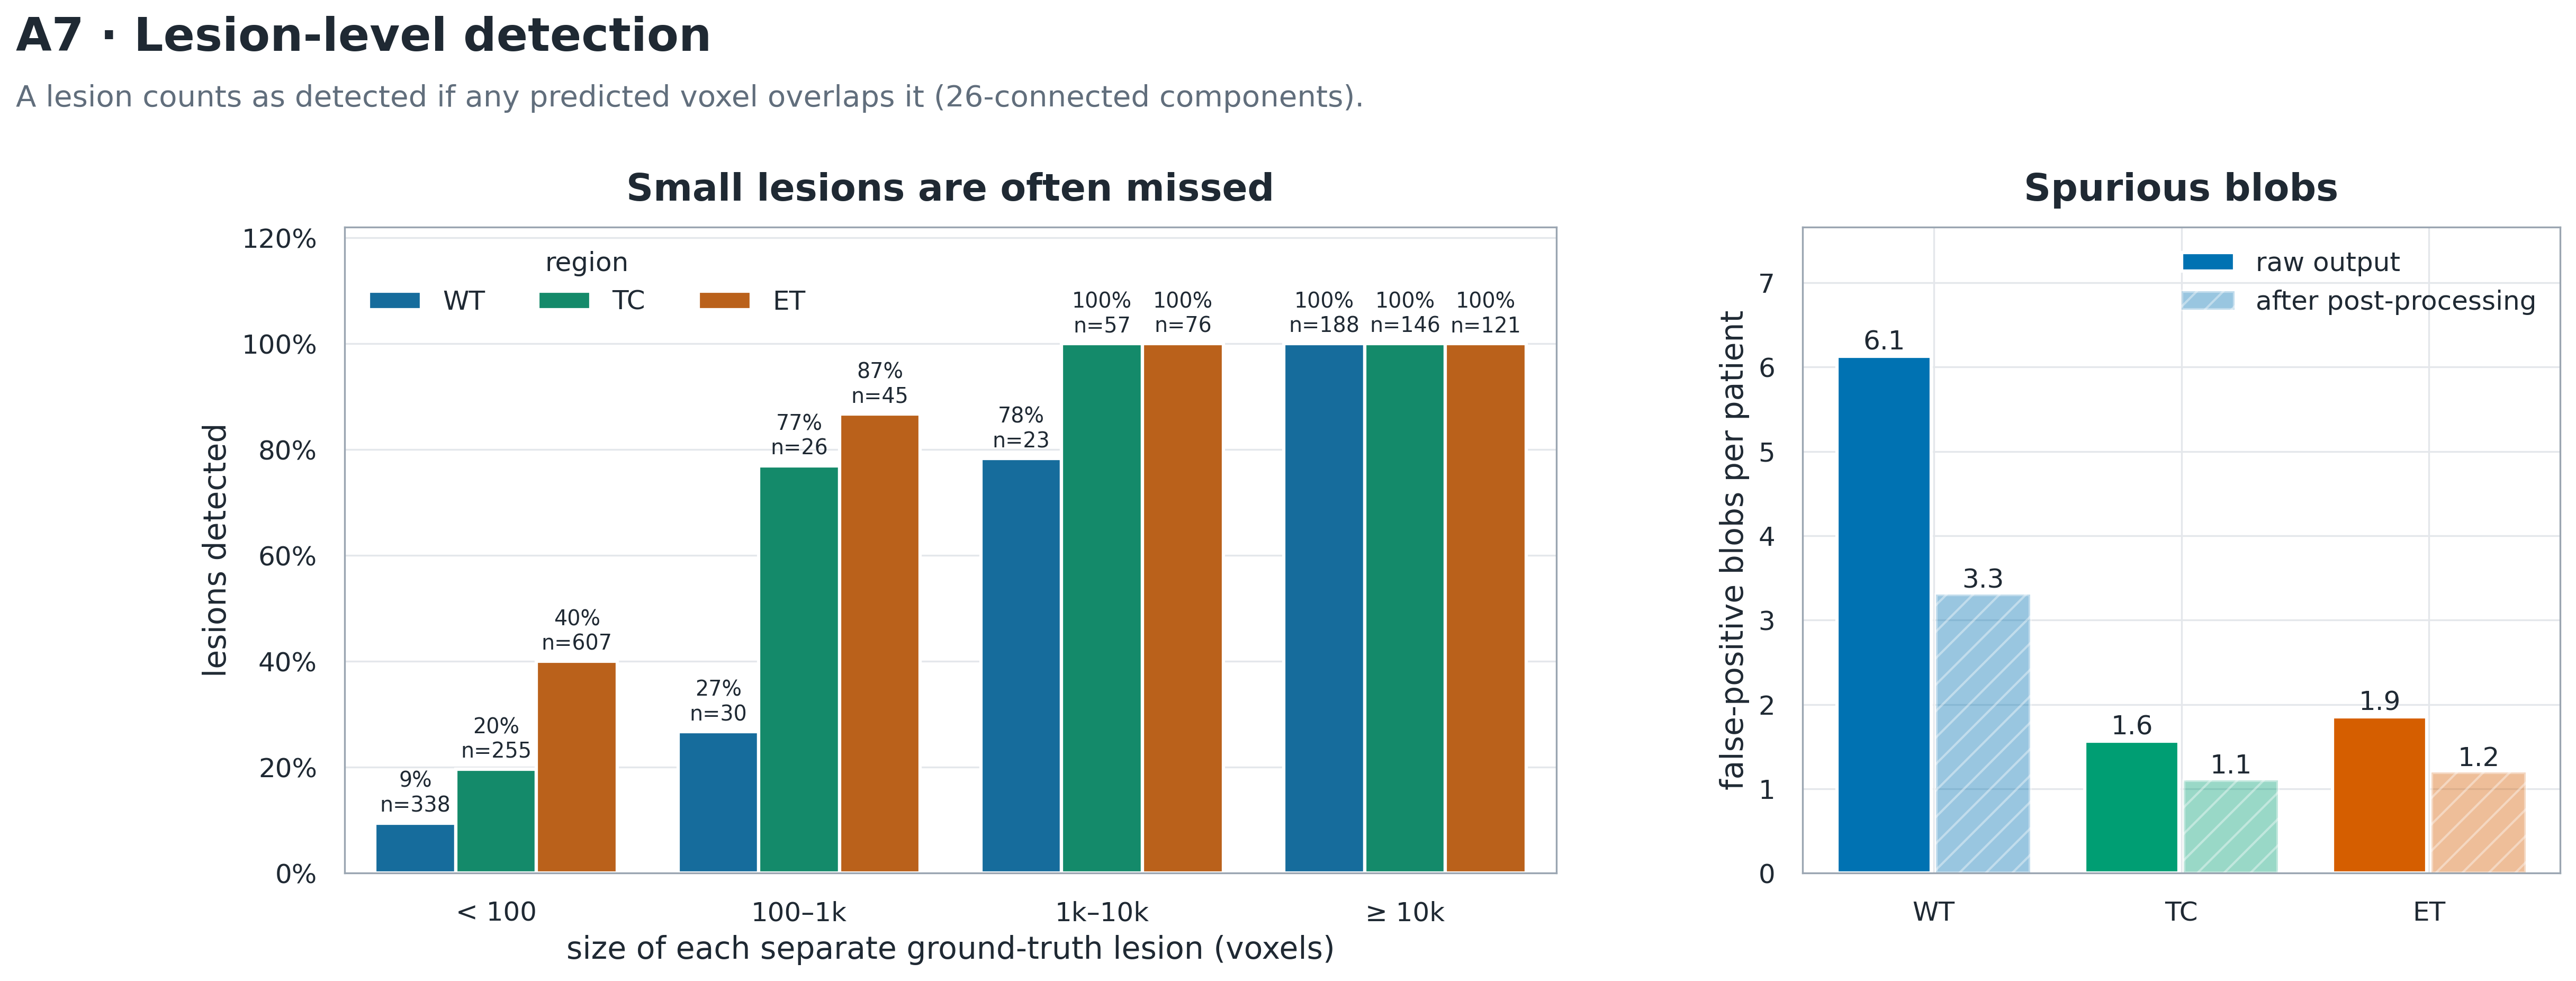 A7 · Lesion-level detection
A lesion counts as detected if any predicted voxel overlaps it (26-connected components).
Small lesions are often missed
region
WT
TC
ET
lesions detected
120%
100%
80%
60%
40%
20%
0%
9%
n=338
20%
n=255
40%
n=607
27%
n=30
77%
n=26
87%
n=45
78%
n=23
100%
n=57
100%
n=76
100%
n=188
100%
n=146
100%
n=121
< 100
100–1k
1k–10k
≥ 10k
size of each separate ground-truth lesion (voxels)
Spurious blobs
raw output
after post-processing
false-positive blobs per patient
7
6
5
4
3
2
1
0
6.1
3.3
1.6
1.1
1.9
1.2
WT
TC
ET